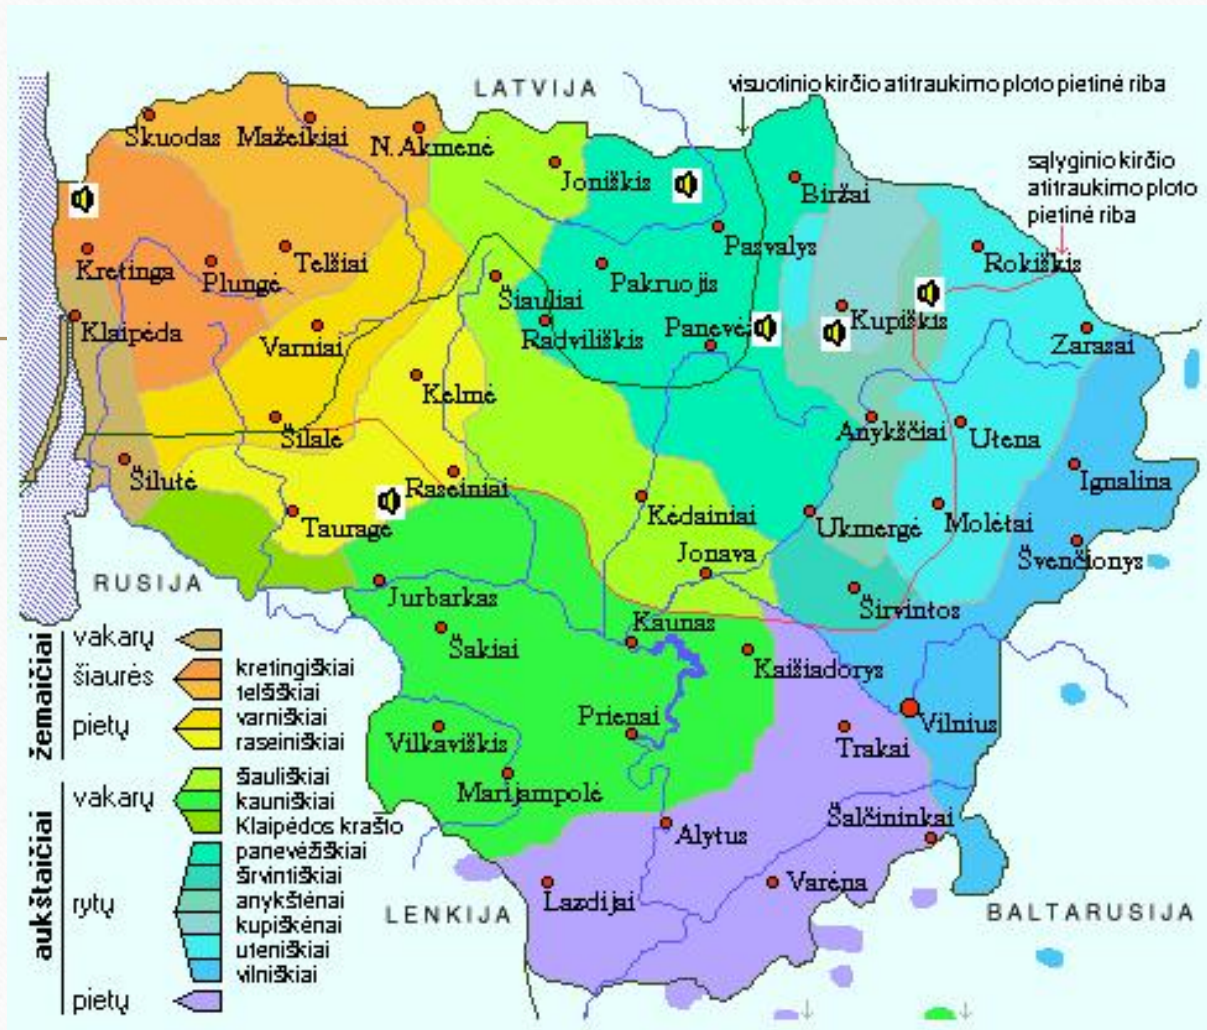 LATVIJA
visuotinio kirčio atitraukimo ploto pietinė riba
Skuodas
Mažeikiai
N. Akmenė
Joniškis
Biržai
sąlyginio kirčio
atitraukimo ploto
pietinė riba
Kretinga
Plungė
Telšiai
Pakruojis
Pasvalys
Rokiškis
Klaipėda
Varniai
Šiauliai
Radviliškis
Panevė
Kupiškis
Zarasai
Kelmė
Šilalė
Anykščiai
Utena
Šilutė
Raseiniai
Ignalina
Tauragė
Kėdainiai
Ukmergė
Molėtai
Jonava
Švenčionys
RUSIJA
Jurbarkas
Širvintos
Kaunas
Šakiai
Kaišiadorys
Prienai
Vilnius
Vilkaviškis
Trakai
Marijampolė
Alytus
Šalčininkai
Lazdijai
Varėna
LENKIJA
BALTARUSIJA
žemaičiai
vakarų
šiaurės
kretingiškiai
telšiškiai
pietų
varniškiai
raseiniškiai
aukštaičiai
vakarų
šiauliškiai
kauniškiai
Klaipėdos krašto
rytų
panevėžiškiai
širvintiškiai
anykštėnai
kupiškėnai
uteniškiai
vilniškiai
pietų